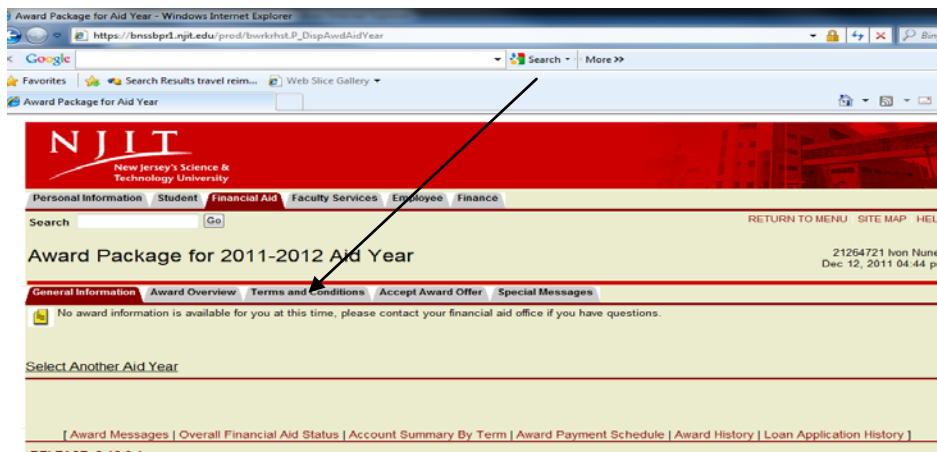 Award Package for Aid Year - Windows Internet Explorer
https://bnssbpr1.njit.edu/prod/bwrkrhst.P_DispAwdAidYear
Google Search More >>
Favorites Search Results travel reim... Web Slice Gallery
Award Package for Aid Year
NJIT
New Jersey's Science &
Technology University
Personal Information Student Financial Aid Faculty Services Employee Finance
Search Go RETURN TO MENU SITE MAP HEL
Award Package for 2011-2012 Aid Year
21264721 Ivon Nune
Dec 12, 2011 04:44 p
General Information Award Overview Terms and Conditions Accept Award Offer Special Messages
No award information is available for you at this time, please contact your financial aid office if you have questions.
Select Another Aid Year
[ Award Messages | Overall Financial Aid Status | Account Summary By Term | Award Payment Schedule | Award History | Loan Application History ]